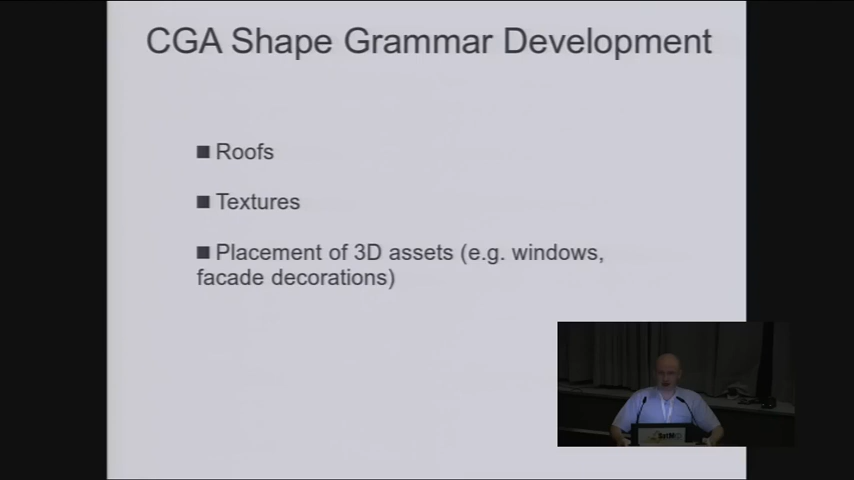 CGA Shape Grammar Development
■ Roofs
■ Textures
■ Placement of 3D assets (e.g. windows,
facade decorations)